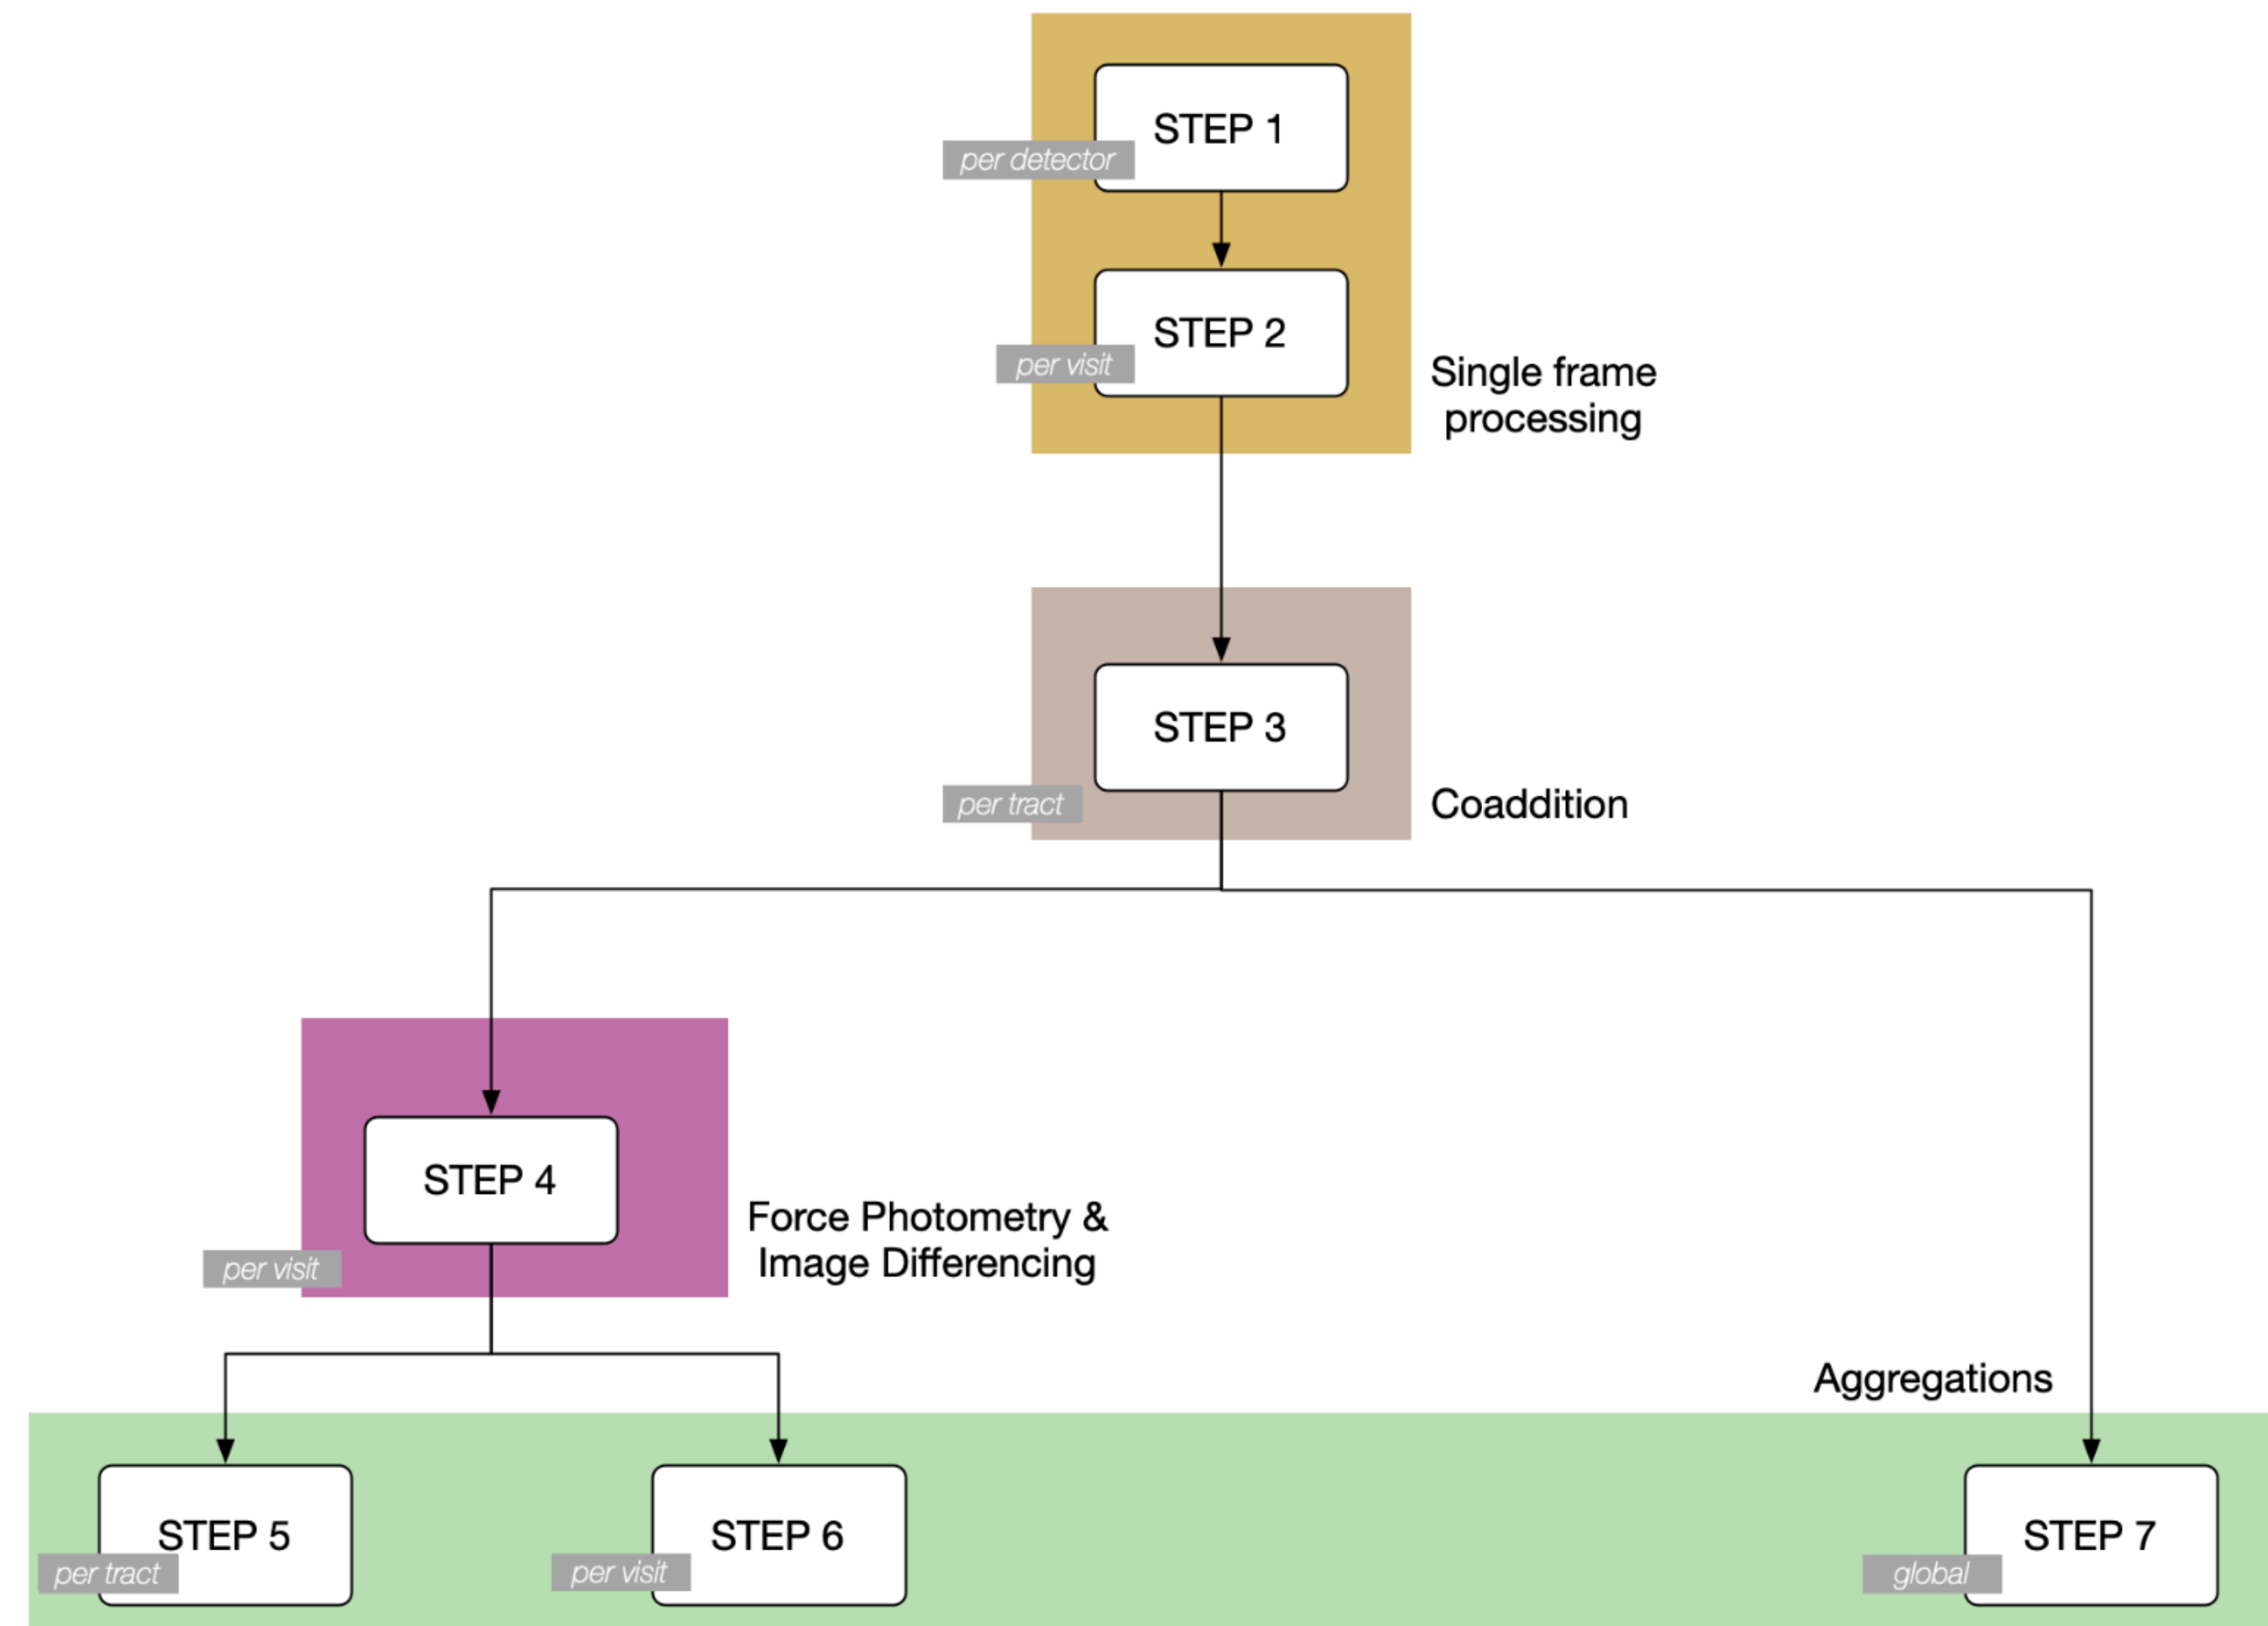 STEP 1
per detector
STEP 2
per visit
Single frame
processing
STEP 3
per tract
Coaddition
STEP 4
Force Photometry &
Image Differencing
per visit
Aggregations
STEP 5
per tract
STEP 6
per visit
STEP 7
global